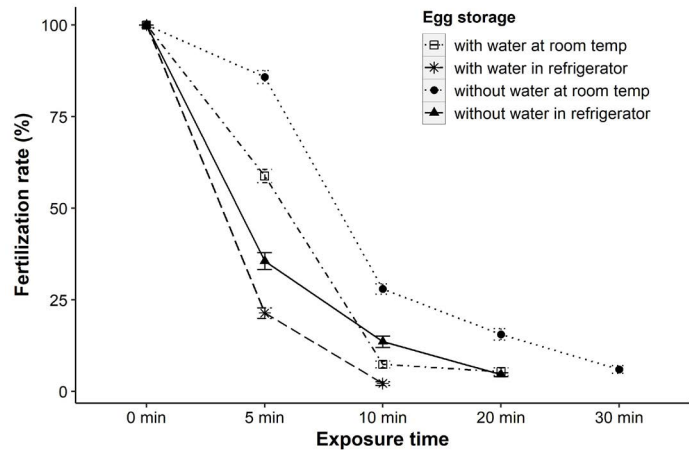 Egg storage
with water at room temp
with water in refrigerator
without water at room temp
without water in refrigerator
Fertilization rate (%)
100
75
50
25
0
0 min 5 min 10 min 20 min 30 min
Exposure time